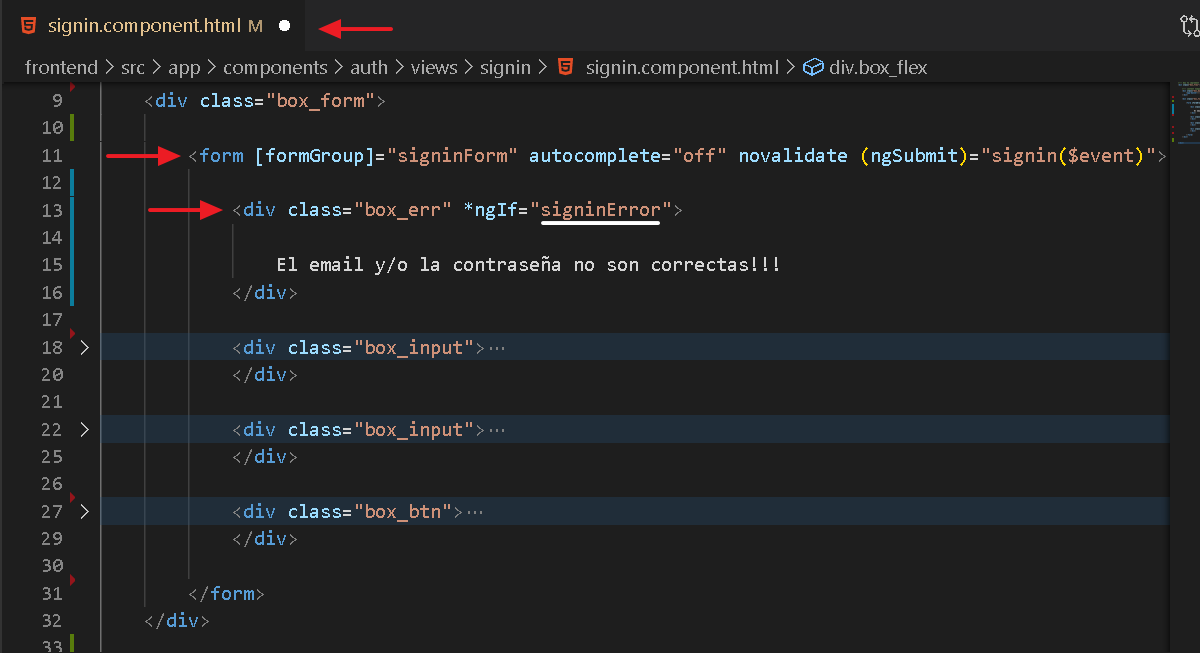 signin.component.html M
frontend > src > app > components > auth > views > signin > signin.component.html > div.box_flex
9 <div class="box_form">
10
11 <form [formGroup]="signinForm" autocomplete="off" novalidate (ngSubmit)="signin($event)">
12
13 <div class="box_err" *ngIf="signinError">
14
15 El email y/o la contraseña no son correctas!!!
16 </div>
17
18 <div class="box_input">...
20 </div>
21
22 <div class="box_input">...
25 </div>
26
27 <div class="box_btn">...
29 </div>
30
31 </form>
32 </div>
33